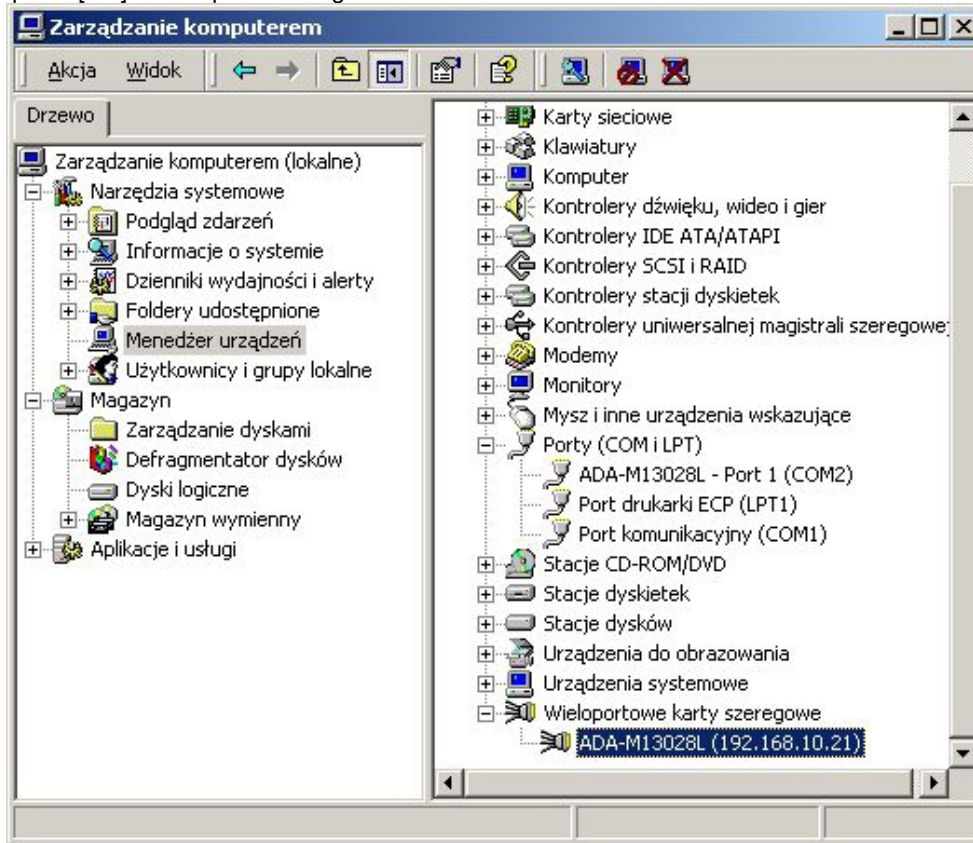 Zarządzanie komputerem
Akcja Widok
Drzewo
Zarządzanie komputerem (lokalne)
Narzędzia systemowe
Podgląd zdarzeń
Informacje o systemie
Dzienniki wydajności i alerty
Foldery udostępnione
Menedżer urządzeń
Użytkownicy i grupy lokalne
Magazyn
Zarządzanie dyskami
Defragmentator dysków
Dyski logiczne
Magazyn wymienny
Aplikacje i usługi
Karty sieciowe
Klawiatury
Komputer
Kontrolery dźwięku, wideo i gier
Kontrolery IDE ATA/ATAPI
Kontrolery SCSI i RAID
Kontrolery stacji dyskietek
Kontrolery uniwersalnej magistrali szeregowej
Modemy
Monitory
Mysz i inne urządzenia wskazujące
Porty (COM i LPT)
ADA-M13028L - Port 1 (COM2)
Port drukarki ECP (LPT1)
Port komunikacyjny (COM1)
Stacje CD-ROM/DVD
Stacje dyskietek
Stacje dysków
Urządzenia do obrazowania
Urządzenia systemowe
Wieloportowe karty szeregowe
ADA-M13028L (192.168.10.21)